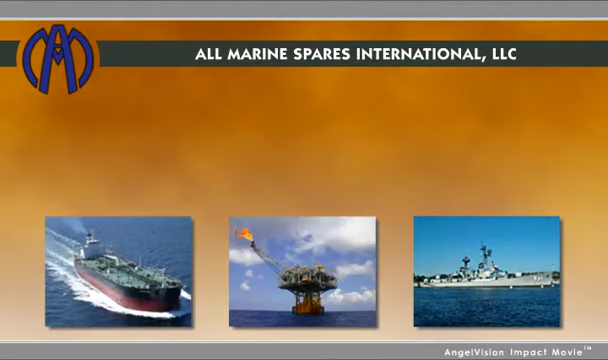 ALL MARINE SPARES INTERNATIONAL, LLC
AngelVision Impact Movie™